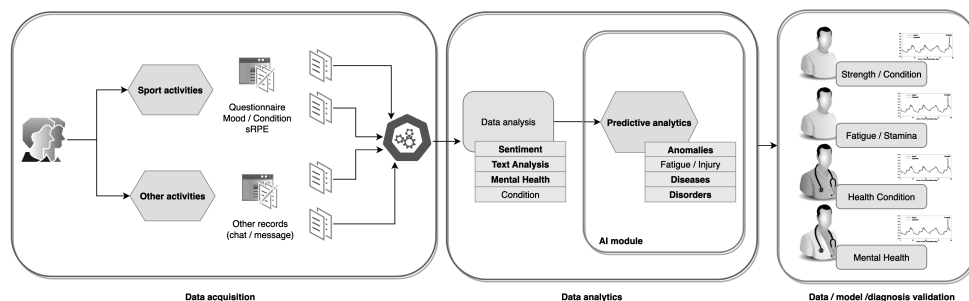 Sport activities
Questionnaire
Mood / Condition
sRPE
Other activities
Other records
(chat / message)
Data acquisition
Data analysis
Sentiment
Text Analysis
Mental Health
Condition
Predictive analytics
Anomalies
Fatigue / Injury
Diseases
Disorders
AI module
Data analytics
Strength / Condition
Fatigue / Stamina
Health Condition
Mental Health
Data / model /diagnosis validation